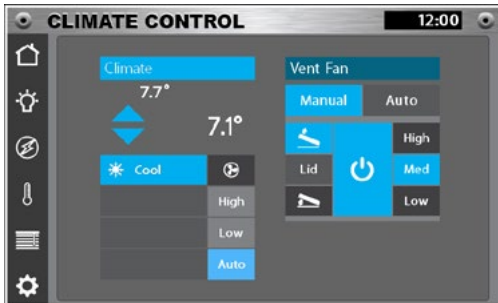 CLIMATE CONTROL 12:00
Climate
7.7°
7.1°
Cool
High
Low
Auto
Vent Fan
Manual Auto
High
Lid Med
Low